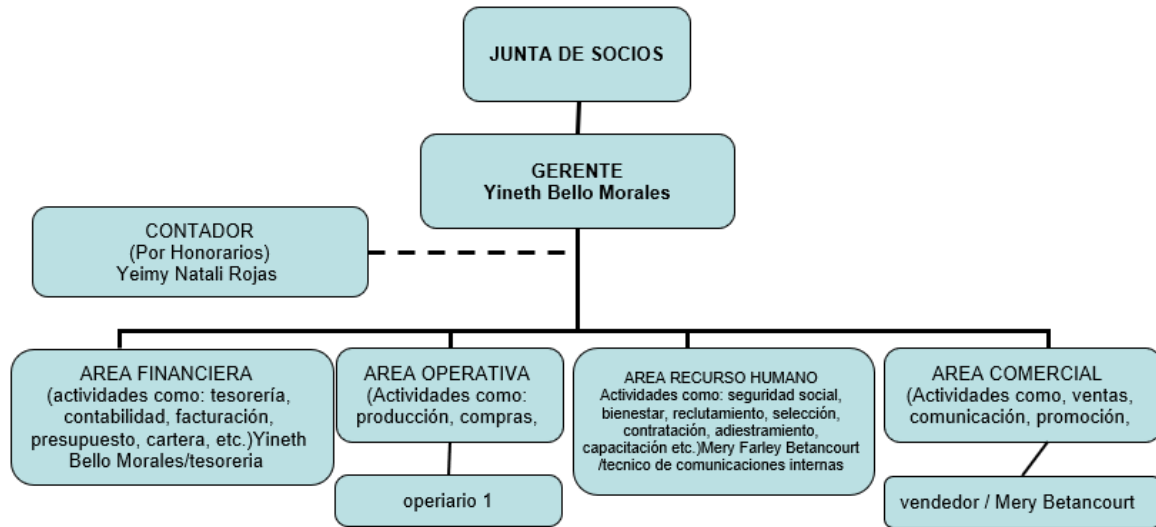 JUNTA DE SOCIOS
GERENTE
Yineth Bello Morales
CONTADOR
(Por Honorarios)
Yeimy Natali Rojas
AREA FINANCIERA
(actividades como: tesorería,
contabilidad, facturación,
presupuesto, cartera, etc.)Yineth
Bello Morales/tesoreria
AREA OPERATIVA
(Actividades como:
producción, compras,
operiario 1
AREA RECURSO HUMANO
Actividades como: seguridad social,
bienestar, reclutamiento, selección,
contratación, adiestramiento,
capacitación etc.)Mery Farley Betancourt
/tecnico de comunicaciones internas
AREA COMERCIAL
(Actividades como, ventas,
comunicación, promoción,
vendedor / Mery Betancourt